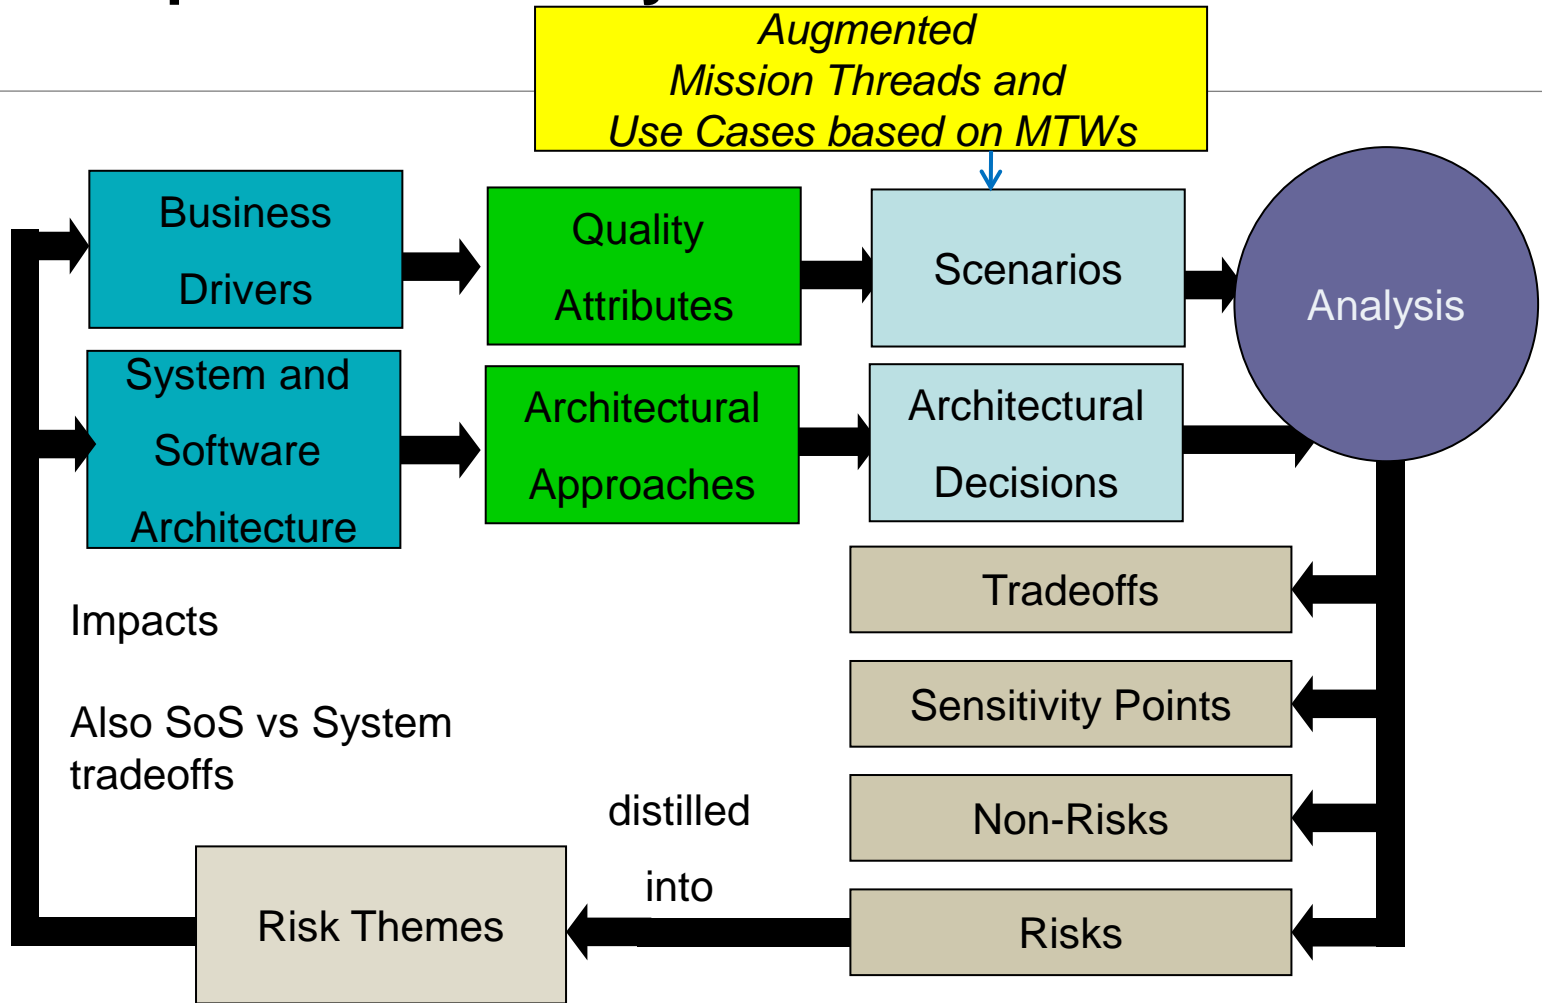 Augmented
Mission Threads and
Use Cases based on MTWs
Business
Drivers
Quality
Attributes
Scenarios
Analysis
System and
Software
Architecture
Architectural
Approaches
Architectural
Decisions
Tradeoffs
Impacts
Sensitivity Points
Also SoS vs System
tradeoffs
distilled
into
Non-Risks
Risk Themes
Risks